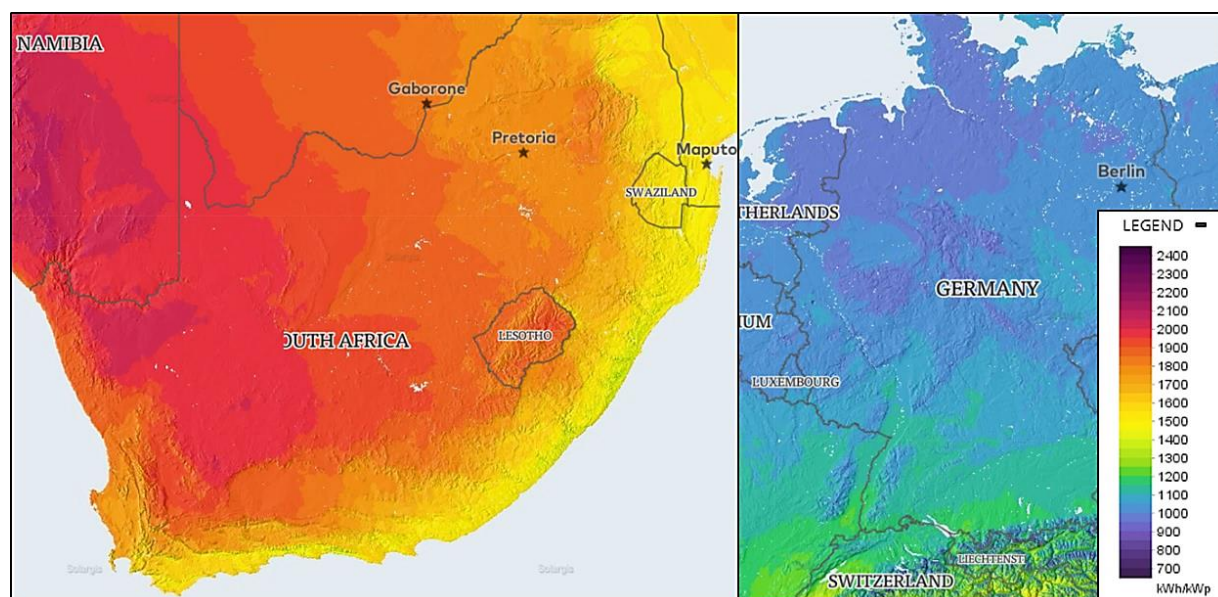 NAMIBIA
Gaborone
Pretoria
Maputo
SWAZILAND
OUTH AFRICA
LESOTHO
Solargis
Solargis
Berlin
THERLANDS
GERMANY
IUM
LUXEMBOURG
LIECHTENST
SWITZERLAND
LEGEND
2400
2300
2200
2100
2000
1900
1800
1700
1600
1500
1400
1300
1200
1100
1000
900
800
700
kWh/kWp